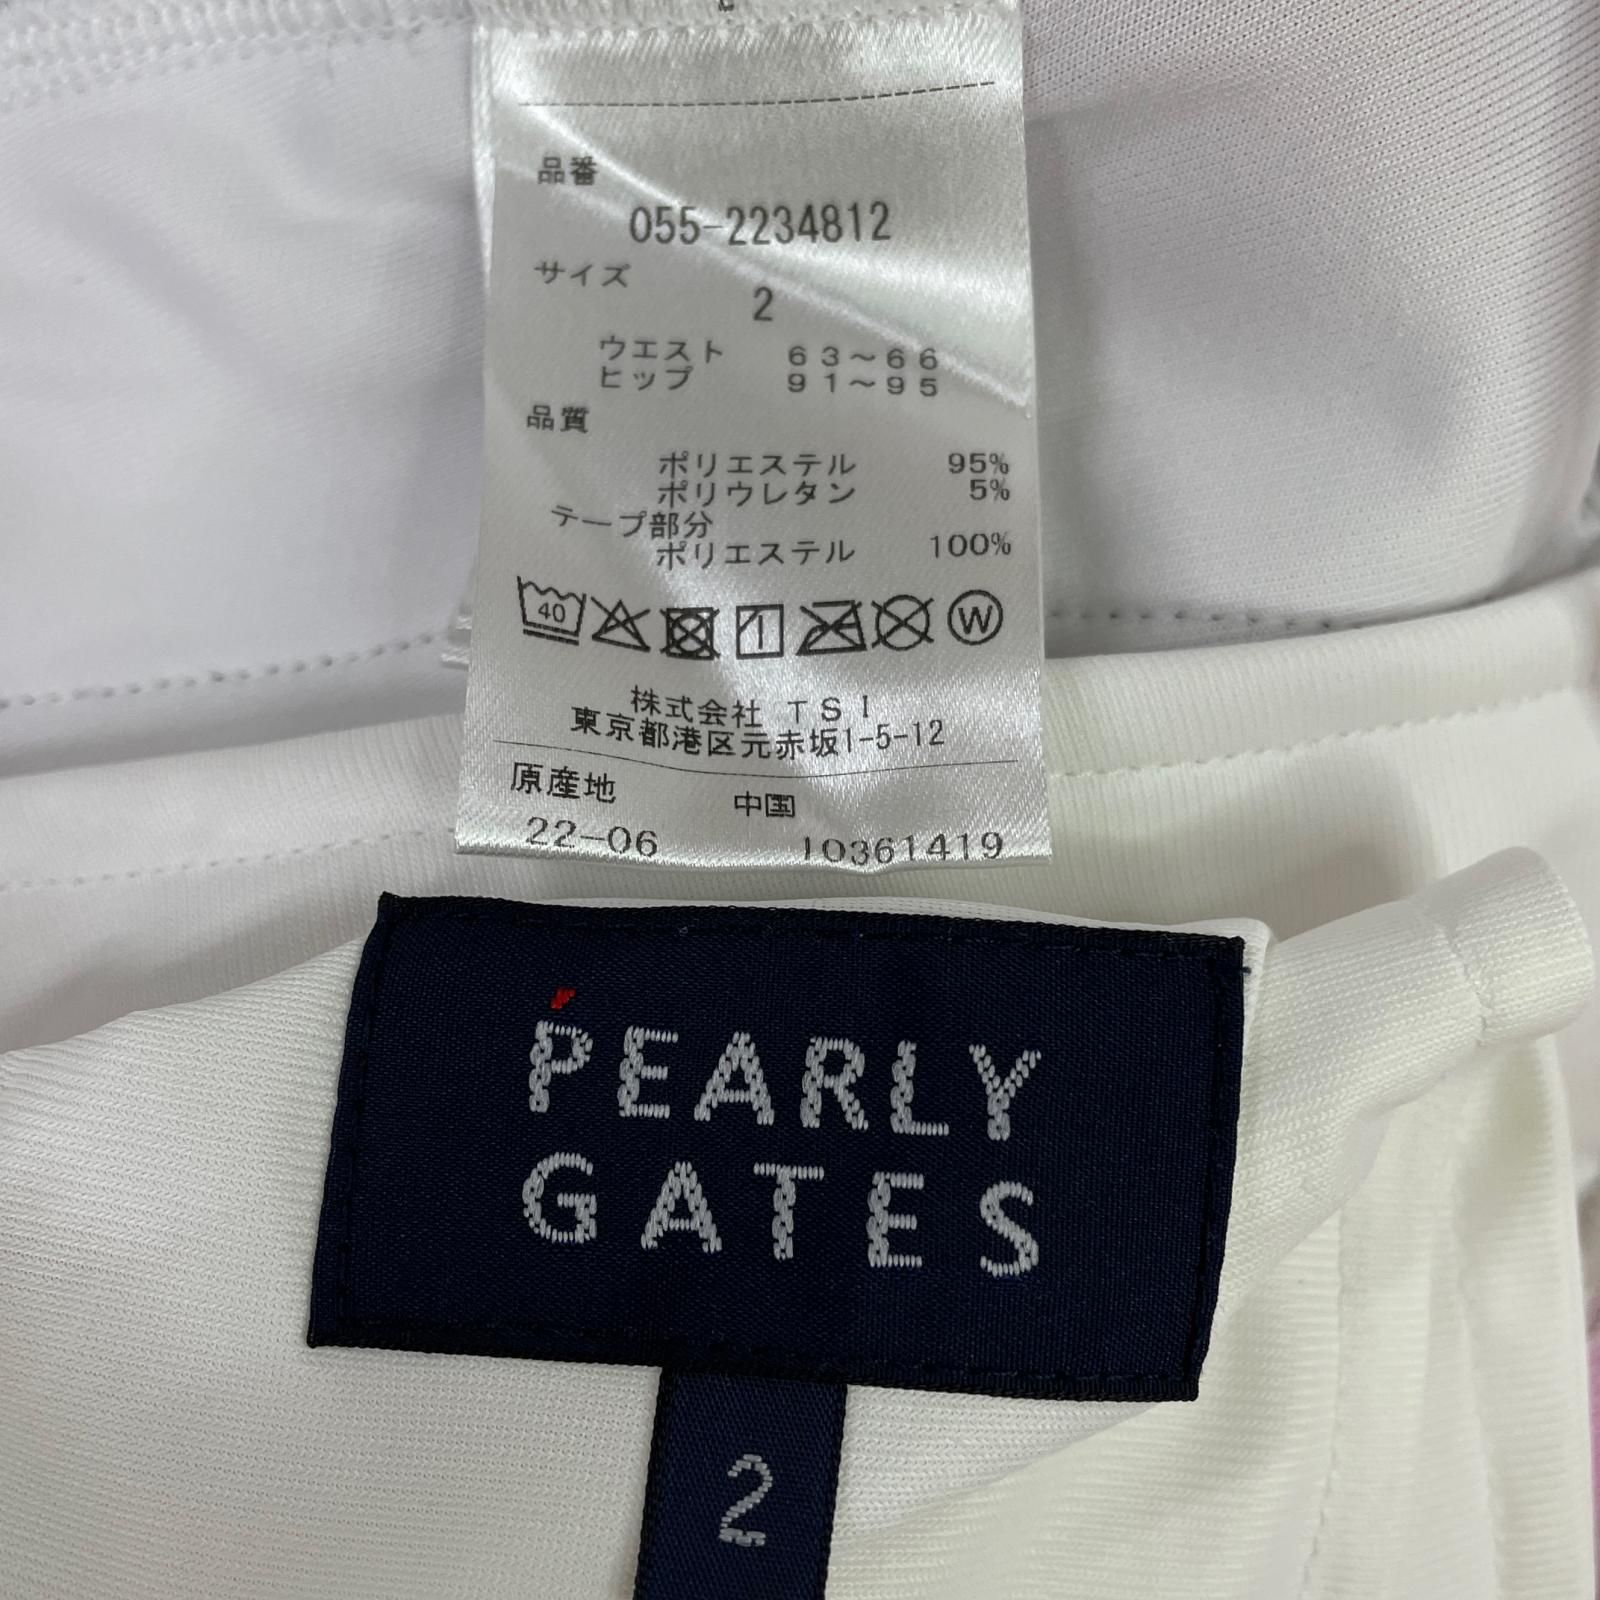 品番
055-2234812
サイズ
2
ウエスト 63～66
ヒップ 91～95
品質
ポリエステル 95%
ポリウレタン 5%
テープ部分
ポリエステル 100%
40
W
株式会社 TSI
東京都港区元赤坂1-5-12
原産地 中国
22-06 10361419
PEARLY
GATES
2